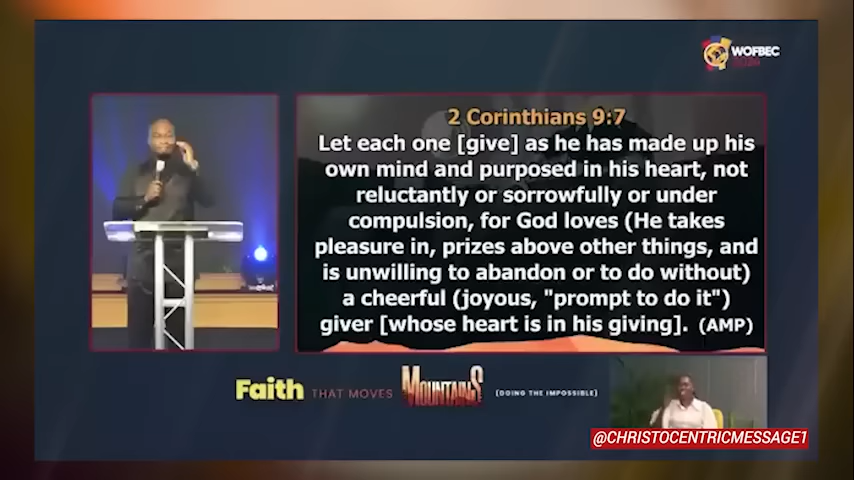 WOFBEC
2024
2 Corinthians 9:7
Let each one [give] as he has made up his
own mind and purposed in his heart, not
reluctantly or sorrowfully or under
compulsion, for God loves (He takes
pleasure in, prizes above other things, and
is unwilling to abandon or to do without)
a cheerful (joyous, "prompt to do it")
giver [whose heart is in his giving]. (AMP)
Faith THAT MOVES MOUNTAINS [DOING THE IMPOSSIBLE]
@CHRISTOCENTRICMESSAGE1